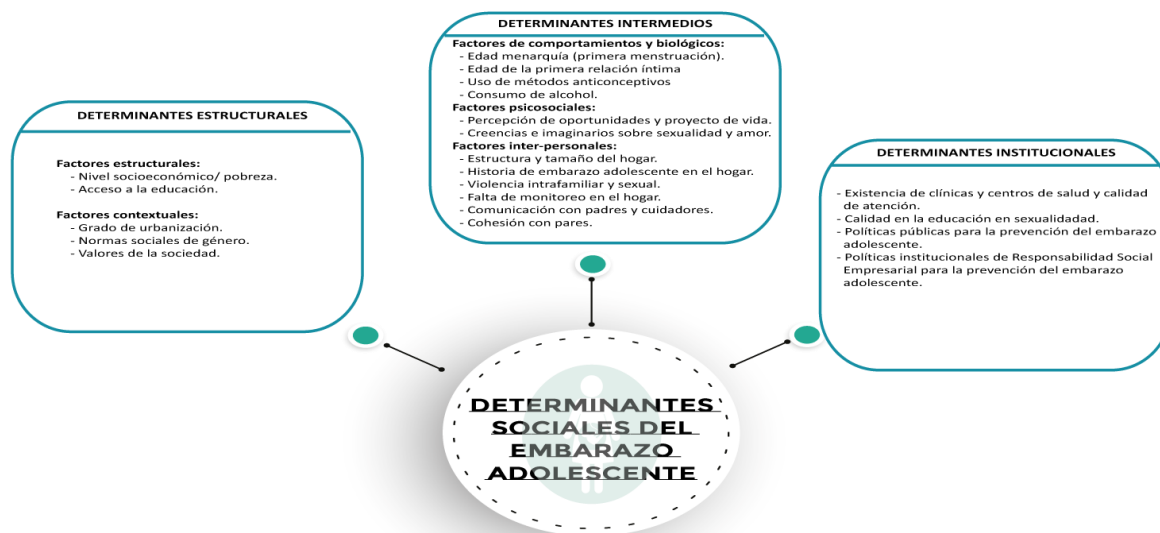 DETERMINANTES ESTRUCTURALES
Factores estructurales:
- Nivel socioeconómico/ pobreza.
- Acceso a la educación.
Factores contextuales:
- Grado de urbanización.
- Normas sociales de género.
- Valores de la sociedad.
DETERMINANTES INTERMEDIOS
Factores de comportamientos y biológicos:
- Edad menarquía (primera menstruación).
- Edad de la primera relación íntima
- Uso de métodos anticonceptivos
- Consumo de alcohol.
Factores psicosociales:
- Percepción de oportunidades y proyecto de vida.
- Creencias e imaginarios sobre sexualidad y amor.
Factores inter-personales:
- Estructura y tamaño del hogar.
- Historia de embarazo adolescente en el hogar.
- Violencia intrafamiliar y sexual.
- Falta de monitoreo en el hogar.
- Comunicación con padres y cuidadores.
- Cohesión con pares.
DETERMINANTES INSTITUCIONALES
- Existencia de clínicas y centros de salud y calidad
de atención.
- Calidad en la educación en sexualidadad.
- Políticas públicas para la prevención del embarazo
adolescente.
- Políticas institucionales de Responsabilidad Social
Empresarial para la prevención del embarazo
adolescente.
DETERMINANTES
SOCIALES DEL
EMBARAZO
ADOLESCENTE